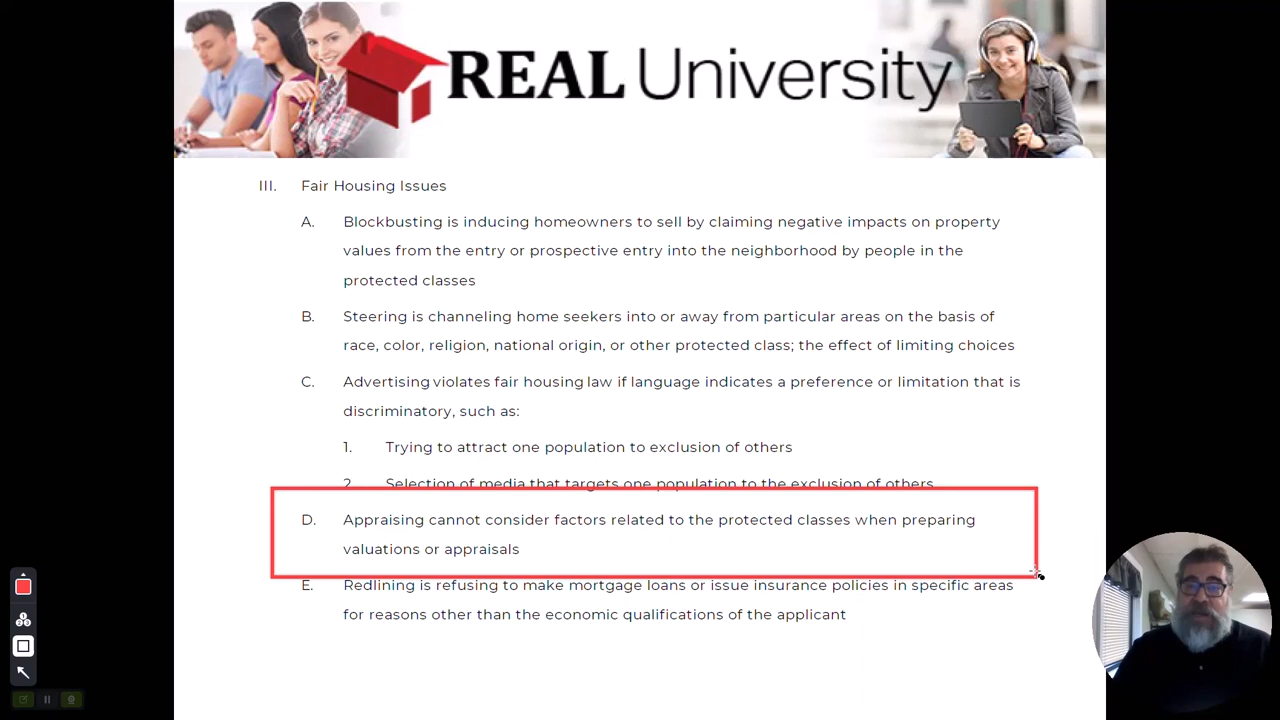 REAL University
III. Fair Housing Issues
A. Blockbusting is inducing homeowners to sell by claiming negative impacts on property
values from the entry or prospective entry into the neighborhood by people in the
protected classes
B. Steering is channeling home seekers into or away from particular areas on the basis of
race, color, religion, national origin, or other protected class; the effect of limiting choices
C. Advertising violates fair housing law if language indicates a preference or limitation that is
discriminatory, such as:
1. Trying to attract one population to exclusion of others
2. Selection of media that targets one population to the exclusion of others
D. Appraising cannot consider factors related to the protected classes when preparing
valuations or appraisals
E. Redlining is refusing to make mortgage loans or issue insurance policies in specific areas
for reasons other than the economic qualifications of the applicant